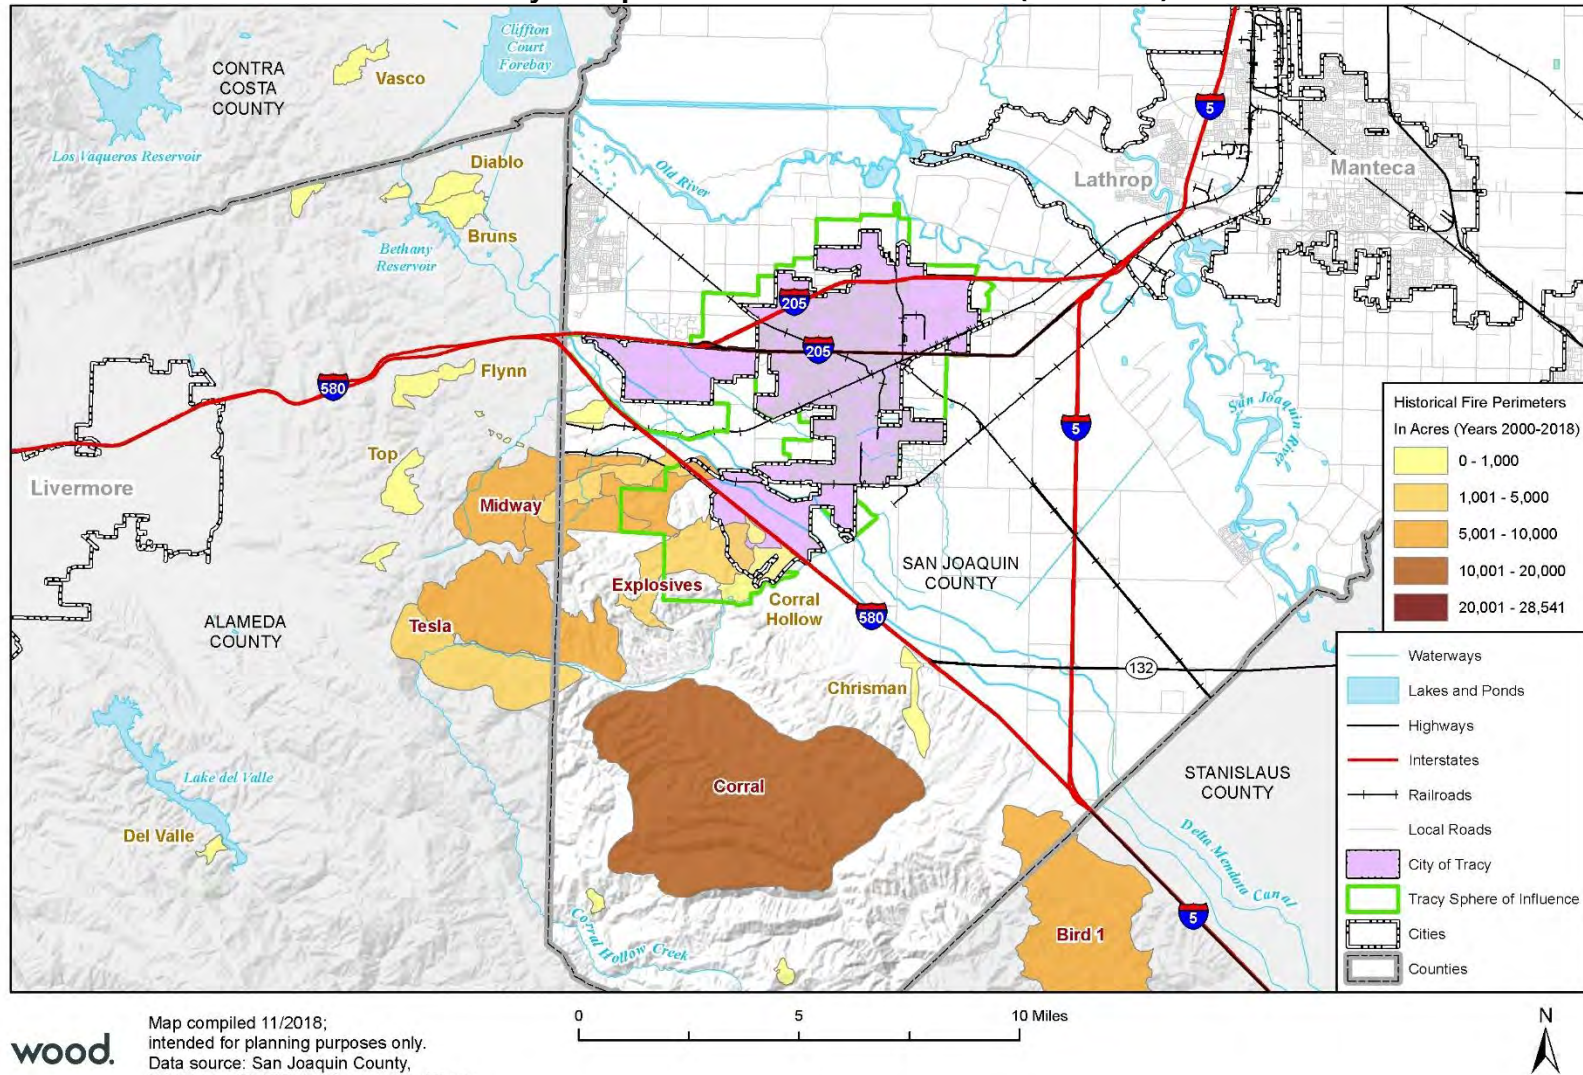 Cliffton
Court
Forebay
CONTRA
COSTA
COUNTY
Vasco
5
Los Vaqueros Reservoir
Diablo
Old River
Lathrop
Manteca
Bruns
Bethany
Reservoir
205
205
580
Flynn
San Joaquin
River
5
Top
Livermore
Midway
SAN JOAQUIN
COUNTY
Explosives
Corral
Hollow
580
ALAMEDA
COUNTY
Tesla
132
Chrisman
Lake del Valle
Corral
STANISLAUS
COUNTY
Del Valle
Delta Mendota Canal
5
Bird 1
Corral Hollow Creek
Historical Fire Perimeters
In Acres (Years 2000-2018)
0 - 1,000
1,001 - 5,000
5,001 - 10,000
10,001 - 20,000
20,001 - 28,541
Waterways
Lakes and Ponds
Highways
Interstates
Railroads
Local Roads
City of Tracy
Tracy Sphere of Influence
Cities
Counties
wood.
Map compiled 11/2018;
intended for planning purposes only.
Data source: San Joaquin County,
0 5 10 Miles
N